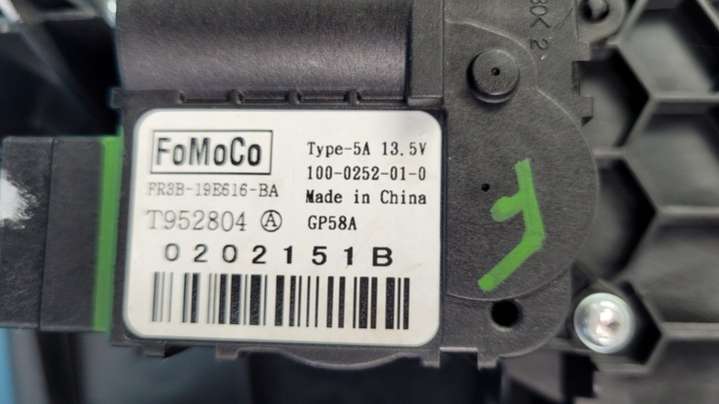 FoMoCo
FR3B-19E616-BA
T952804 Ⓐ
Type-5A 13.5V
100-0252-01-0
Made in China
GP58A
0202151B